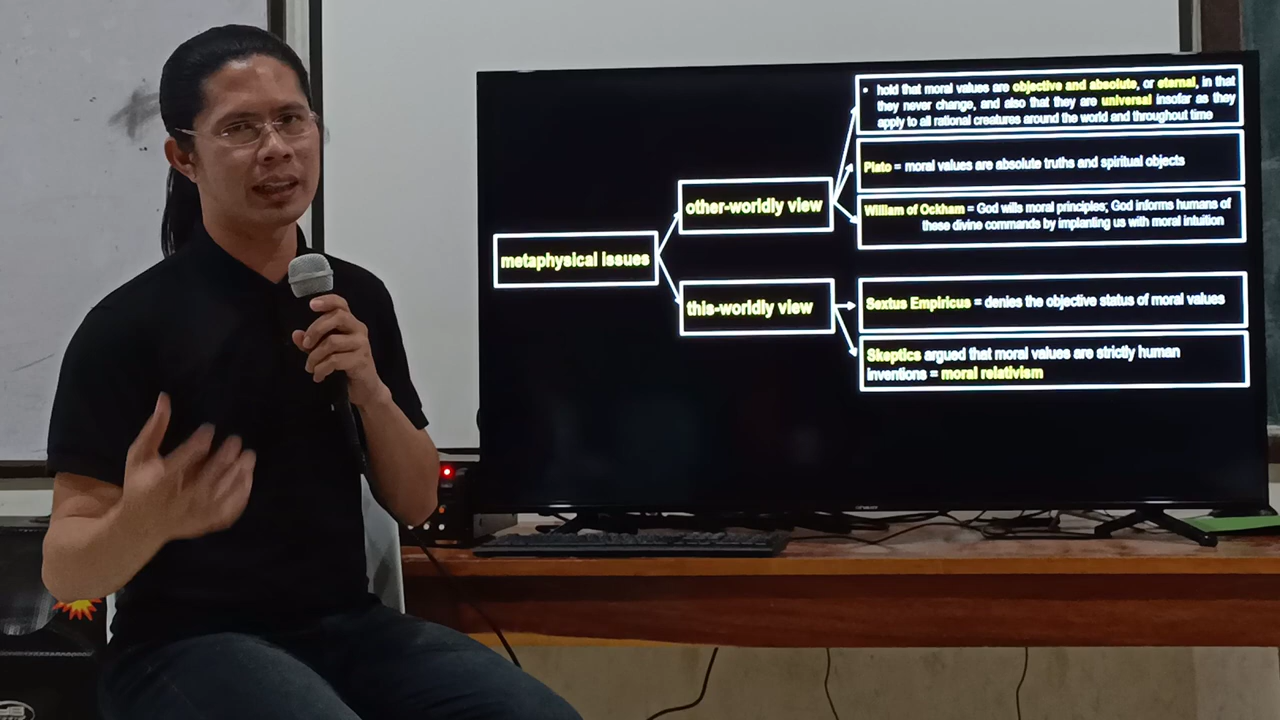 • hold that moral values are objective and absolute, or eternal, in that
they never change, and also that they are universal insofar as they
apply to all rational creatures around the world and throughout time
Plato = moral values are absolute truths and spiritual objects
other-worldly view
William of Ockham = God wills moral principles; God informs humans of
these divine commands by implanting us with moral intuition
metaphysical issues
this-worldly view
Sextus Empiricus = denies the objective status of moral values
Skeptics argued that moral values are strictly human
inventions = moral relativism